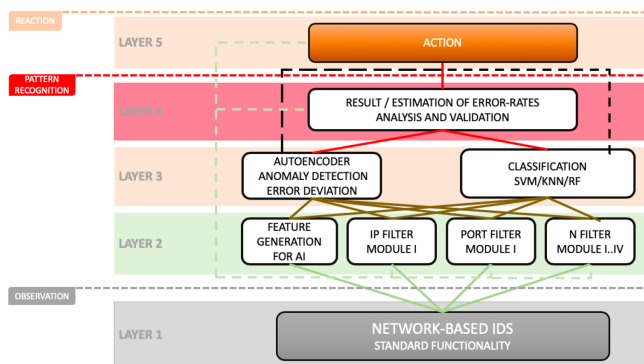 REACTION
LAYER 5
ACTION
PATTERN
RECOGNITION
LAYER 4
RESULT / ESTIMATION OF ERROR-RATES
ANALYSIS AND VALIDATION
LAYER 3
AUTOENCODER
ANOMALY DETECTION
ERROR DEVIATION
CLASSIFICATION
SVM/KNN/RF
LAYER 2
FEATURE
GENERATION
FOR AI
IP FILTER
MODULE I
PORT FILTER
MODULE I
N FILTER
MODULE I..IV
OBSERVATION
LAYER 1
NETWORK-BASED IDS
STANDARD FUNCTIONALITY